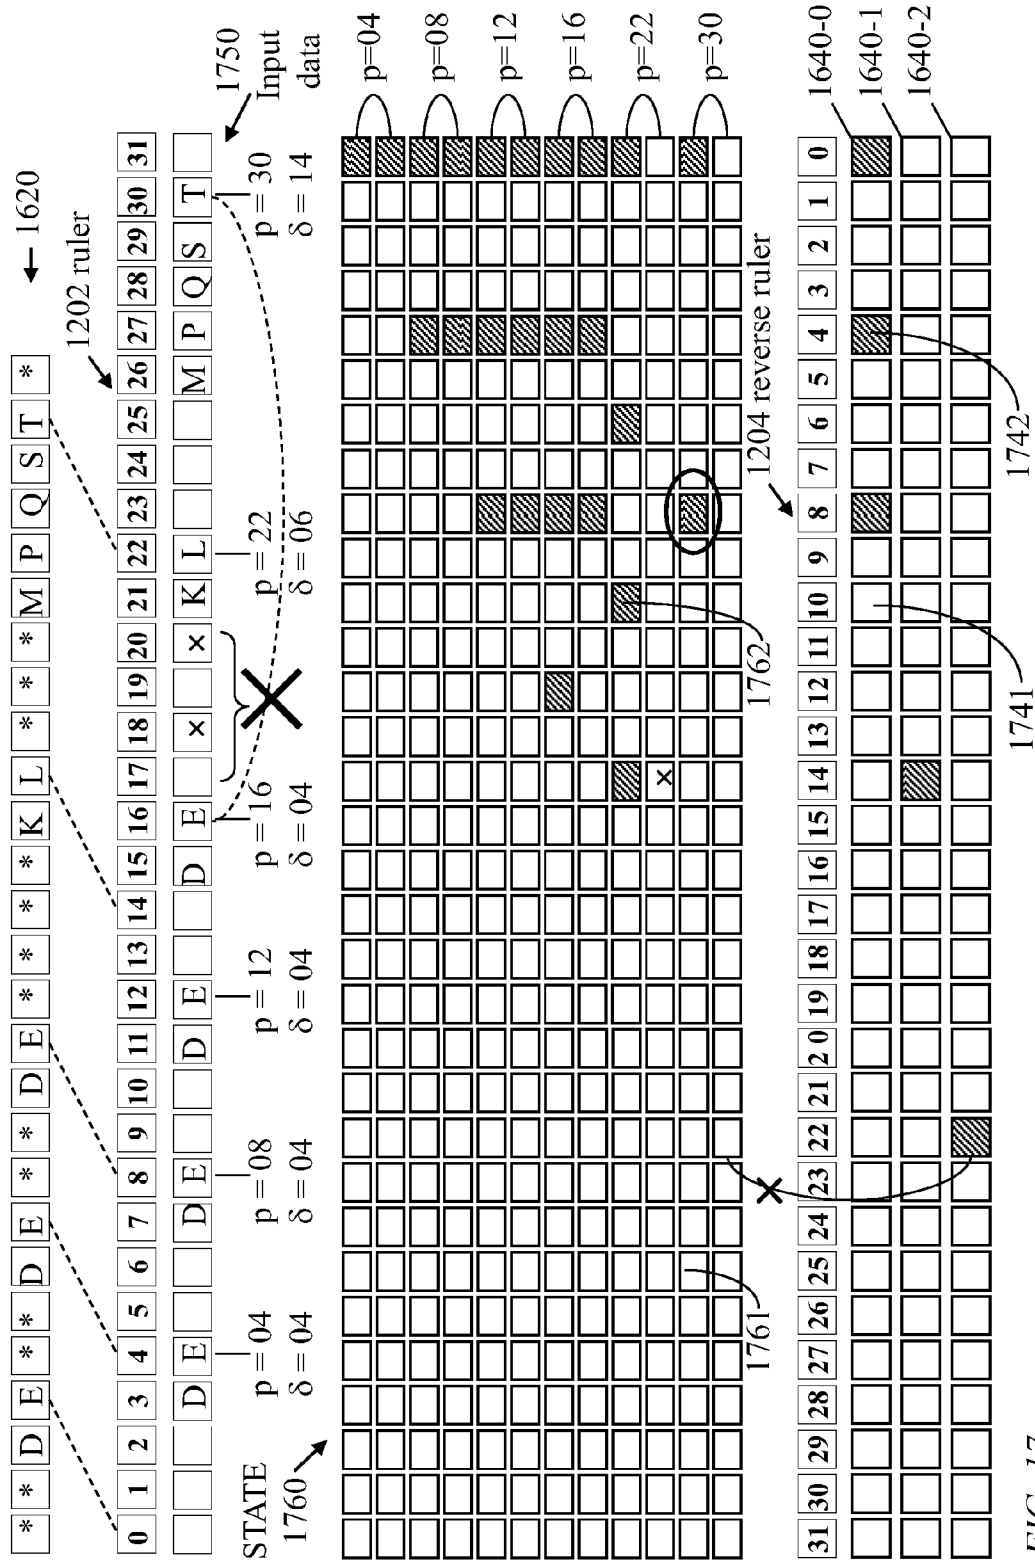 * * D E * * D E * * D E * * * * K L * * * M P Q S T *
1620
1202 ruler
0 1 2 3 4 5 6 7 8 9 10 11 12 13 14 15 16 17 18 19 20 21 22 23 24 25 26 27 28 29 30 31
D E D E D E D E × × K L M P Q S T
1750
Input
data
p = 04
δ = 04
p = 08
δ = 04
p = 12
δ = 04
p = 16
δ = 04
p = 22
δ = 06
p = 30
δ = 14
STATE
1760
p=04
p=08
p=12
p=16
p=22
p=30
×
1761
1762
1204 reverse ruler
31 30 29 28 27 26 25 24 23 22 21 20 19 18 17 16 15 14 13 12 11 10 9 8 7 6 5 4 3 2 1 0
1640-0
1640-1
1640-2
1741
1742
FIG. 17